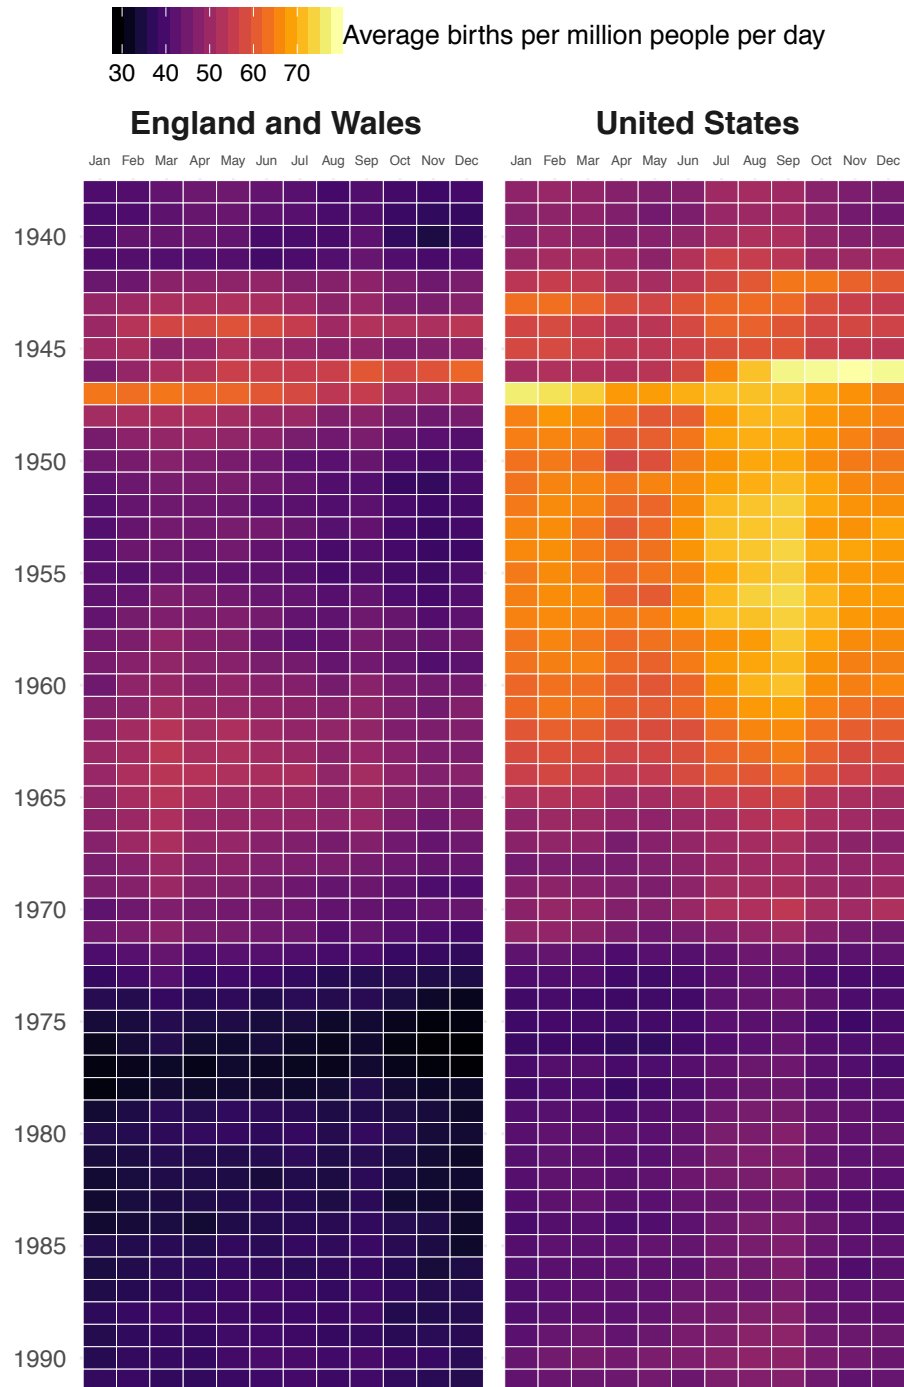 Average births per million people per day
30 40 50 60 70
England and Wales United States
Jan Feb Mar Apr May Jun Jul Aug Sep Oct Nov Dec Jan Feb Mar Apr May Jun Jul Aug Sep Oct Nov Dec
1940
1945
1950
1955
1960
1965
1970
1975
1980
1985
1990